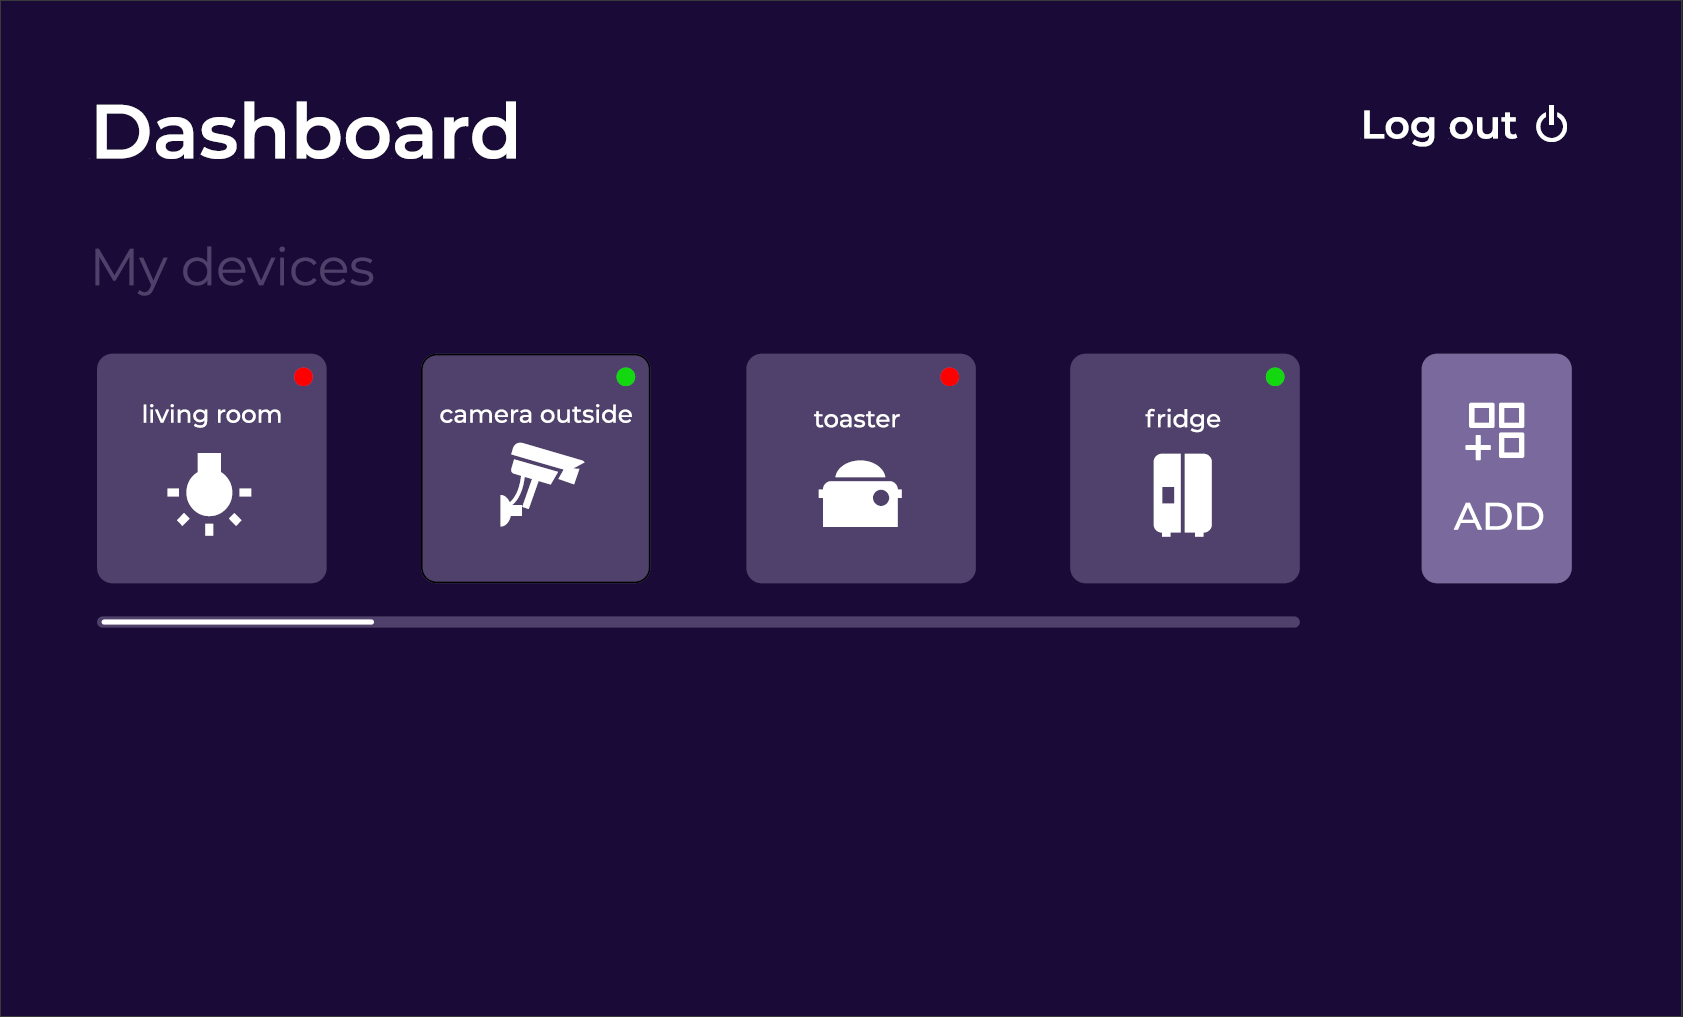 Dashboard
Log out
My devices
living room
camera outside
toaster
fridge
ADD